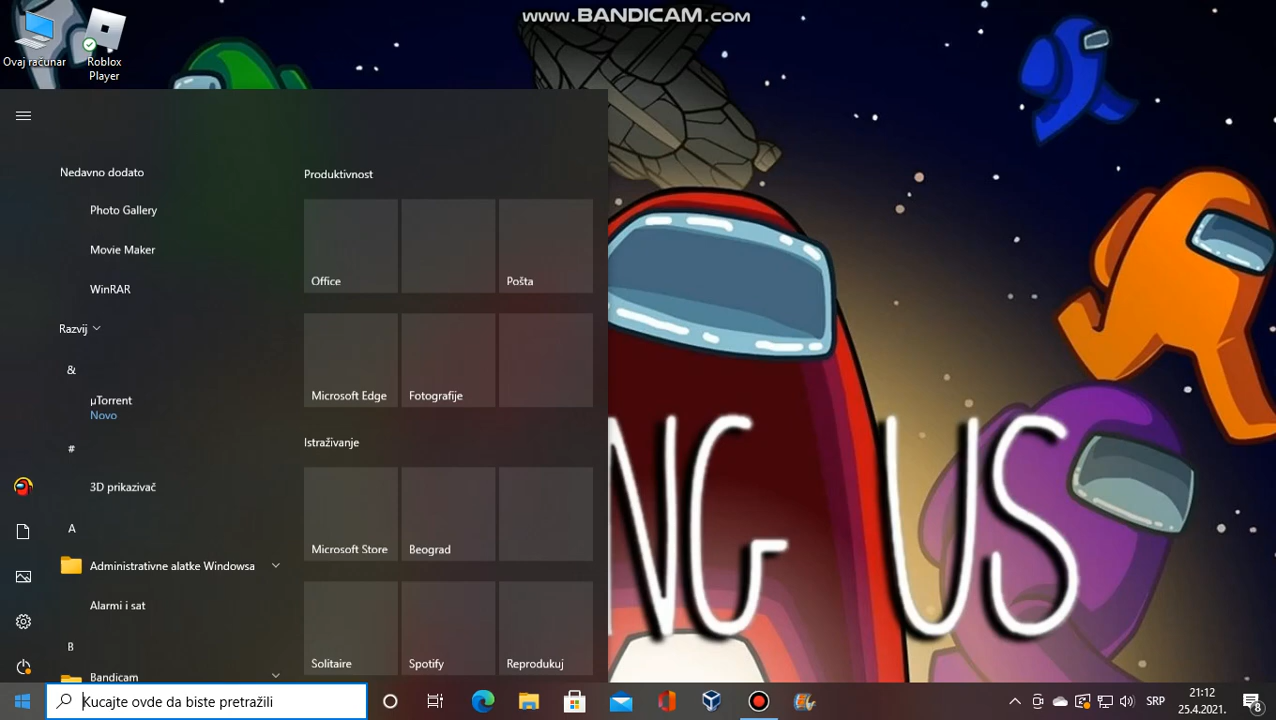 www.BANDICAM.com
Ovaj računar
Roblox
Player
Nedavno dodato
Photo Gallery
Movie Maker
WinRAR
Razvij
&
µTorrent
Novo
#
3D prikazivač
A
Administrativne alatke Windowsa
Alarmi i sat
B
Bandicam
Produktivnost
Office
Pošta
Microsoft Edge
Fotografije
Istraživanje
Microsoft Store
Beograd
Solitaire
Spotify
Reprodukuj
NG US
Kucajte ovde da biste pretražili
SRP
21:12
25.4.2021.
8